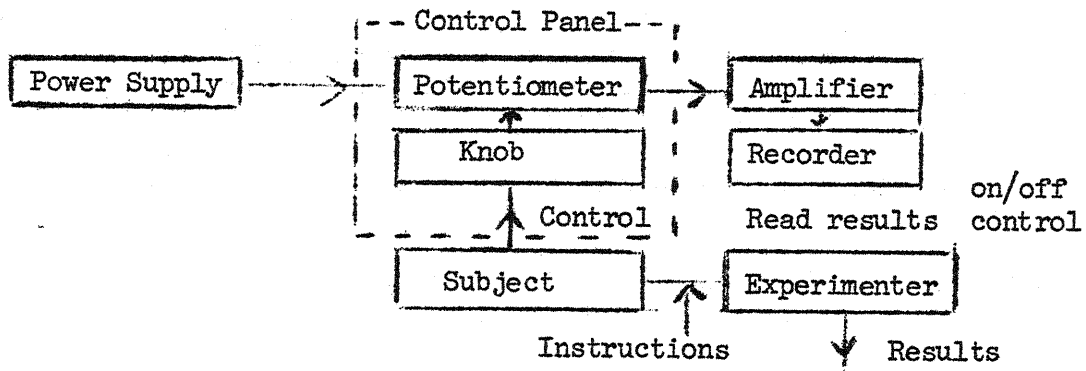 Control Panel
Power Supply
Potentiometer
Amplifier
Knob
Recorder
on/off
Control
Read results
control
Subject
Experimenter
Instructions
Results